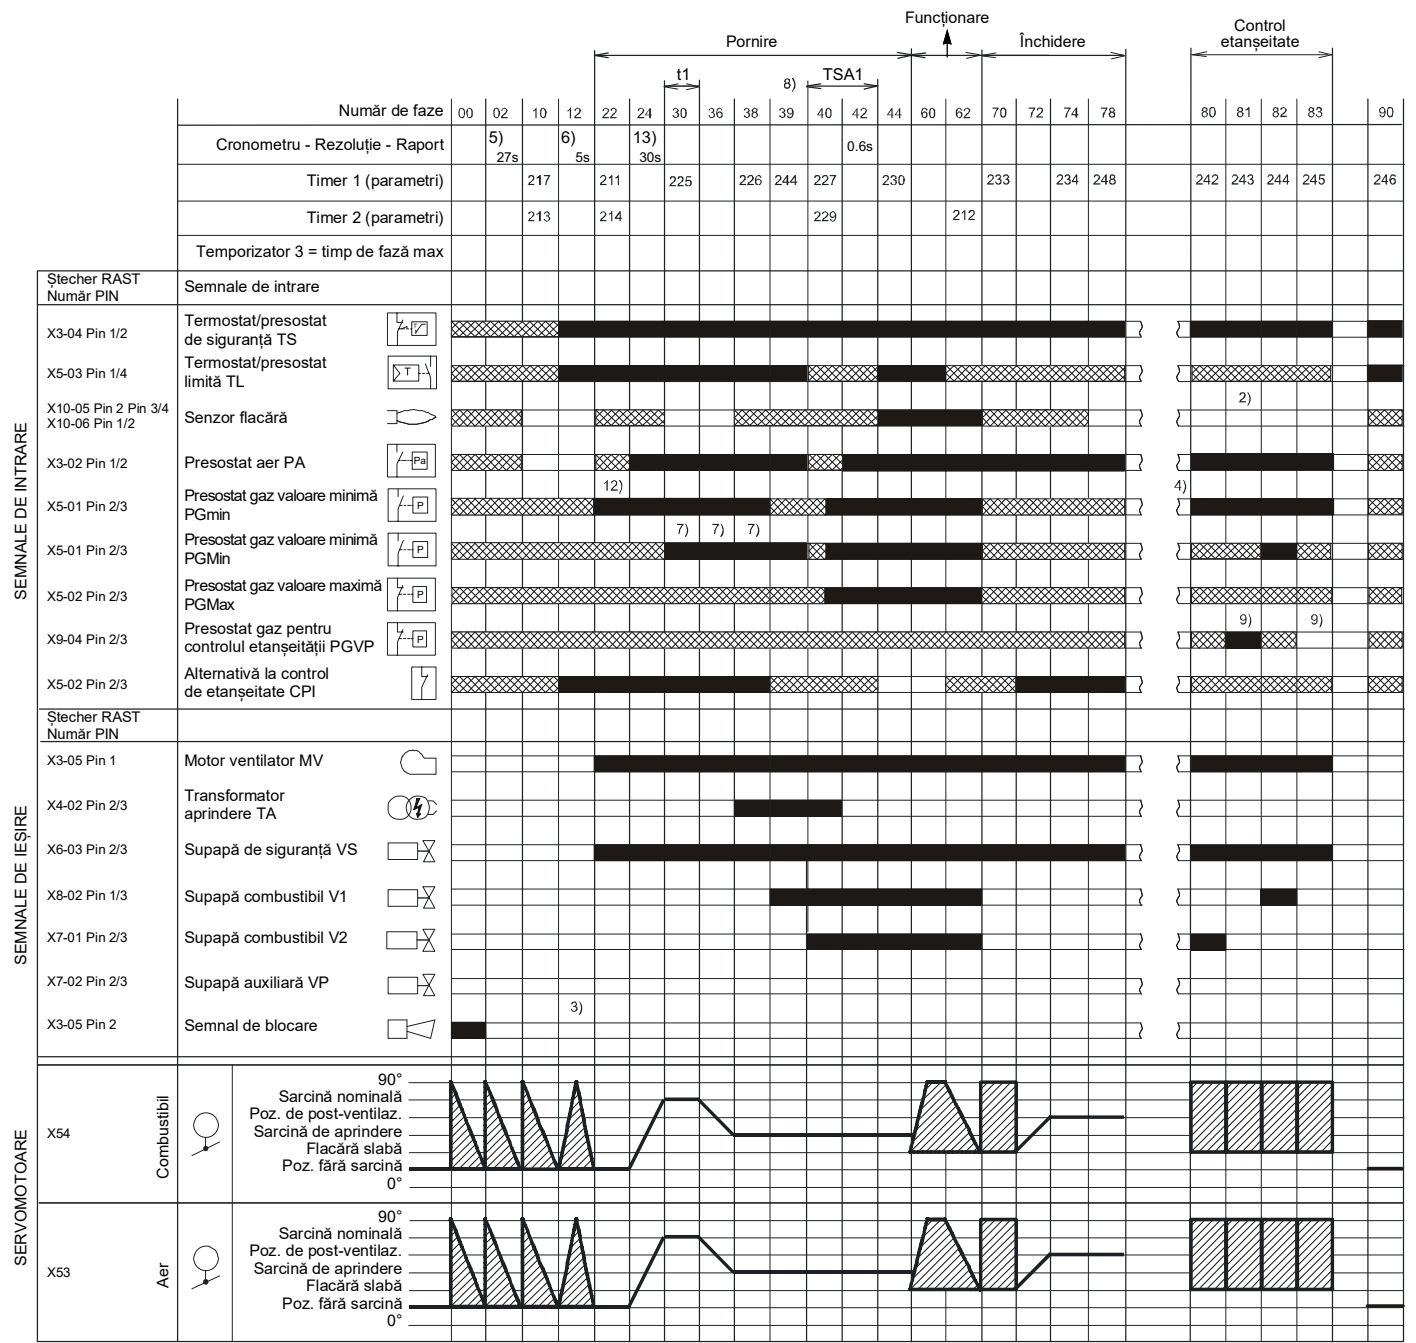 Funcționare
Pornire
Închidere
Control
etanșeitate
t1
8)
TSA1
Număr de faze 00 02 10 12 22 24 30 36 38 39 40 42 44 60 62 70 72 74 78 80 81 82 83 90
Cronometru - Rezoluție - Raport 5) 27s 6) 5s 13) 30s 0.6s
Timer 1 (parametri) 217 211 225 226 244 227 230 233 234 248 242 243 244 245 246
Timer 2 (parametri) 213 214 229 212
Temporizator 3 = timp de fază max
SEMNALE DE INTRARE
Ștecher RAST
Număr PIN
Semnale de intrare
X3-04 Pin 1/2
Termostat/presostat
de siguranță TS
X5-03 Pin 1/4
Termostat/presostat
limită TL
T
2)
X10-05 Pin 2 Pin 3/4
X10-06 Pin 1/2
Senzor flacără
X3-02 Pin 1/2
Presostat aer PA
Pa
12)
4)
X5-01 Pin 2/3
Presostat gaz valoare minimă
PGmin
P
7) 7) 7)
X5-01 Pin 2/3
Presostat gaz valoare minimă
PGMin
P
X5-02 Pin 2/3
Presostat gaz valoare maximă
PGMax
P
9) 9)
X9-04 Pin 2/3
Presostat gaz pentru
controlul etanșeității PGVP
P
X5-02 Pin 2/3
Alternativă la control
de etanșeitate CPI
SEMNALE DE IEȘIRE
Ștecher RAST
Număr PIN
X3-05 Pin 1
Motor ventilator MV
X4-02 Pin 2/3
Transformator
aprindere TA
X6-03 Pin 2/3
Supapă de siguranță VS
X8-02 Pin 1/3
Supapă combustibil V1
X7-01 Pin 2/3
Supapă combustibil V2
X7-02 Pin 2/3
Supapă auxiliară VP
3)
X3-05 Pin 2
Semnal de blocare
SERVOMOTOARE
X54
Combustibil
90°
Sarcină nominală
Poz. de post-ventilaz.
Sarcină de aprindere
Flacără slabă
Poz. fără sarcină
0°
X53
Aer
90°
Sarcină nominală
Poz. de post-ventilaz.
Sarcină de aprindere
Flacără slabă
Poz. fără sarcină
0°